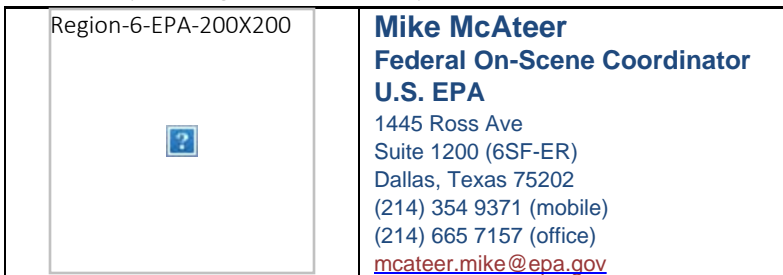 Region-6-EPA-200X200
Mike McAteer
Federal On-Scene Coordinator
U.S. EPA
1445 Ross Ave
Suite 1200 (6SF-ER)
Dallas, Texas 75202
(214) 354 9371 (mobile)
(214) 665 7157 (office)
mcateer.mike@epa.gov